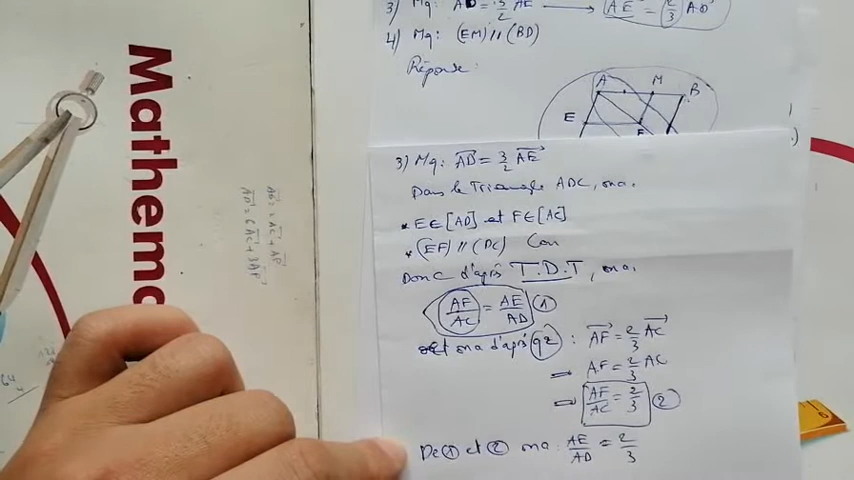 3) Mq: AD = 3/2 AE → AE = 2/3 AD
4) Mq: (EM) // (BD)
Réponse:
A M B
E F
3) Mq: AD = 3/2 AE
Dans le Triangle ADC, on a.
* E ∈ [AD] et F ∈ [AC]
* (EF) // (DC) Car
Donc d'après T.D.T, on a.
AF/AC = AE/AD ①
et on a d'après q2 : AF = 2/3 AC
⇒ AF = 2/3 AC
⇒ AF/AC = 2/3 ②
De ① et ② on a: AE/AD = 2/3
Mathema